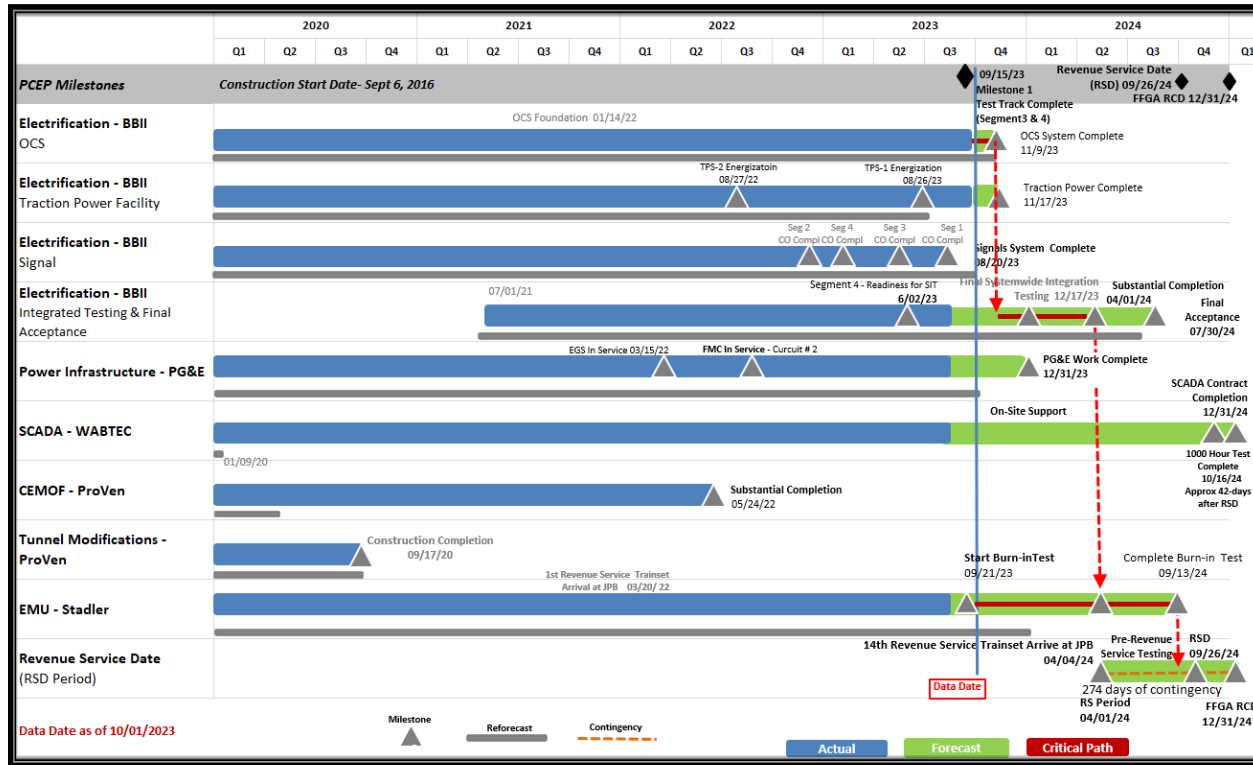 2020 2021 2022 2023 2024
Q1 Q2 Q3 Q4 Q1 Q2 Q3 Q4 Q1 Q2 Q3 Q4 Q1 Q2 Q3 Q4 Q1 Q2 Q3 Q4 Q1
PCEP Milestones
Construction Start Date- Sept 6, 2016
09/15/23
Milestone 1
Test Track Complete
(Segment3 & 4)
Revenue Service Date
(RSD) 09/26/24
FFGA RCD 12/31/24
Electrification - BBII
OCS
OCS Foundation 01/14/22
OCS System Complete
11/9/23
Electrification - BBII
Traction Power Facility
TPS-2 Energizatoin
08/27/22
TPS-1 Energization
08/26/23
Traction Power Complete
11/17/23
Electrification - BBII
Signal
Seg 2 Seg 4 Seg 3 Seg 1
CO Compl CO Compl CO Compl CO Compl
Signals System Complete
08/20/23
Electrification - BBII
Integrated Testing & Final
Acceptance
07/01/21
Segment 4 - Readiness for SIT
6/02/23
Final Systemwide Integration
Testing 12/17/23
Substantial Completion
04/01/24
Final
Acceptance
07/30/24
Power Infrastructure - PG&E
EGS In Service 03/15/22
FMC In Service - Curcuit # 2
PG&E Work Complete
12/31/23
SCADA - WABTEC
01/09/20
On-Site Support
SCADA Contract
Completion
12/31/24
1000 Hour Test
Complete
10/16/24
Approx 42-days
after RSD
CEMOF - ProVen
Substantial Completion
05/24/22
Tunnel Modifications -
ProVen
Construction Completion
09/17/20
EMU - Stadler
1st Revenue Service Trainset
Arrival at JPB 03/20/ 22
Start Burn-inTest
09/21/23
Complete Burn-in Test
09/13/24
14th Revenue Service Trainset Arrive at JPB
04/04/24
Revenue Service Date
(RSD Period)
Pre-Revenue
Service Testing
RSD
09/26/24
274 days of contingency
RS Period
04/01/24
FFGA RCD
12/31/24
Data Date
Data Date as of 10/01/2023
Milestone
Reforecast
Contingency
Actual
Forecast
Critical Path